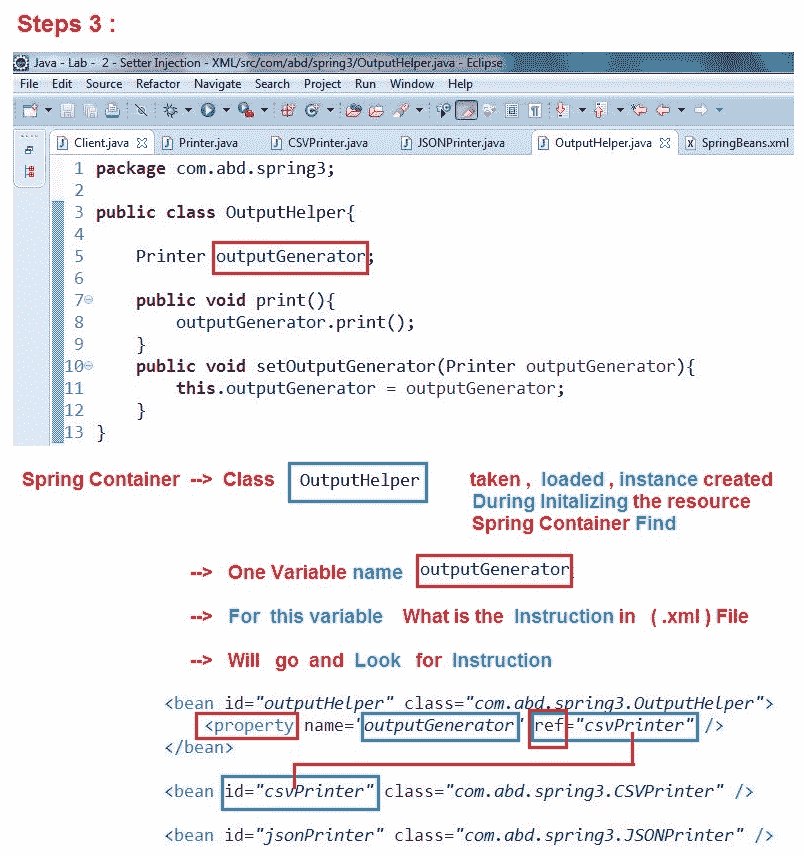 Steps 3 :
Java - Lab - 2 - Setter Injection - XML/src/com/abd/spring3/OutputHelper.java - Eclipse
File Edit Source Refactor Navigate Search Project Run Window Help
Client.java Printer.java CSVPrinter.java JSONPrinter.java OutputHelper.java SpringBeans.xml
1 package com.abd.spring3;
2
3 public class OutputHelper{
4
5 Printer outputGenerator;
6
7 public void print(){
8 outputGenerator.print();
9 }
10 public void setOutputGenerator(Printer outputGenerator){
11 this.outputGenerator = outputGenerator;
12 }
13 }
Spring Container --> Class OutputHelper taken , loaded , instance created
During Initalizing the resource
Spring Container Find
--> One Variable name outputGenerator
--> For this variable What is the Instruction in ( .xml ) File
--> Will go and Look for Instruction
<bean id="outputHelper" class="com.abd.spring3.OutputHelper">
<property name="outputGenerator" ref="csvPrinter" />
</bean>
<bean id="csvPrinter" class="com.abd.spring3.CSVPrinter" />
<bean id="jsonPrinter" class="com.abd.spring3.JSONPrinter" />